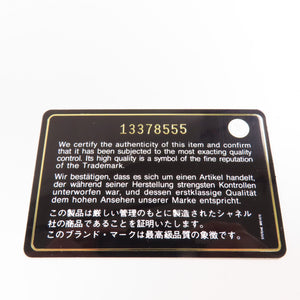 13378555
We certify the authenticity of this item and confirm
that it has been subjected to the most exacting quality
control. Its high quality is a symbol of the fine reputation
of the Trademark.
Wir bestätigen, dass es sich um einen Artikel handelt,
der während seiner Herstellung strengsten Kontrollen
unterworfen war, und dessen erstklassige Qualität
dem hohen Ansehen unserer Marke entspricht.
この製品は厳しい管理のもとに製造されたシャネル
社の商品であることを証明いたします。
このブランド・マークは最高級品質の象徴です。